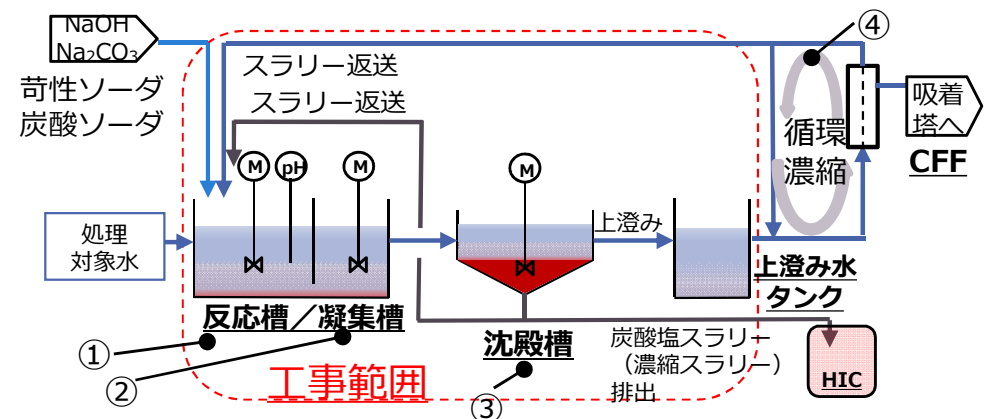 NaOH
Na₂CO₃
苛性ソーダ
炭酸ソーダ
スラリー返送
スラリー返送
④
循環
濃縮
吸着
塔へ
CFF
M
pH
M
M
処理
対象水
上澄み
上澄み水
タンク
反応槽／凝集槽
沈殿槽
炭酸塩スラリー
（濃縮スラリー）
排出
HIC
①
②
工事範囲
③